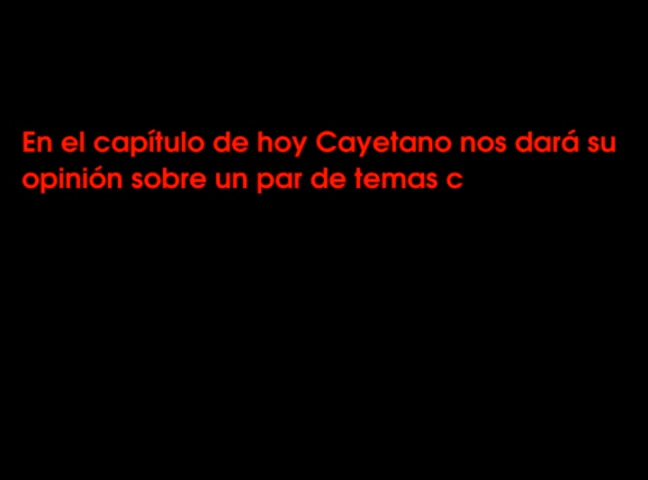 En el capítulo de hoy Cayetano nos dará su
opinión sobre un par de temas c